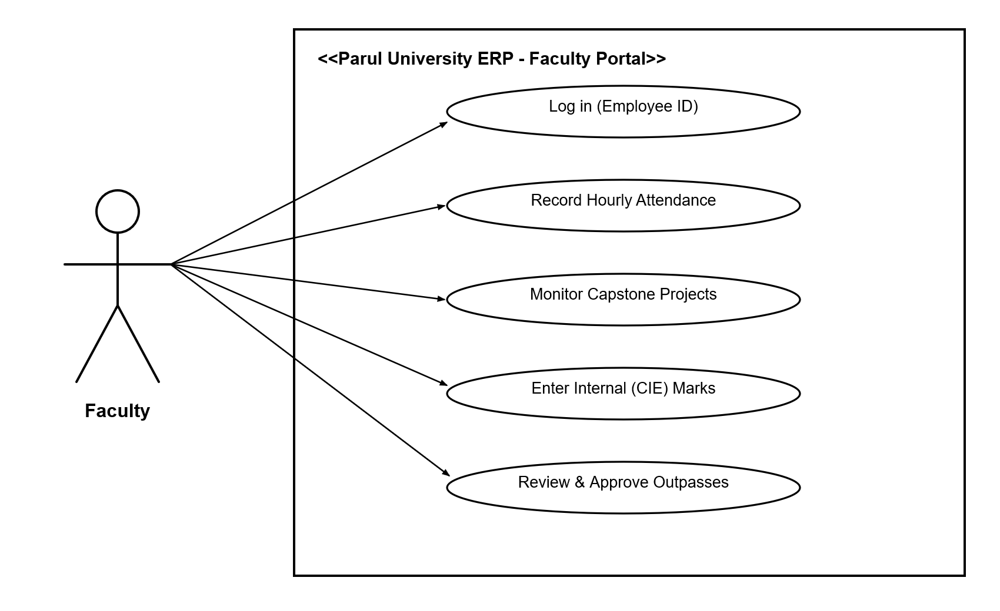 <<Parul University ERP - Faculty Portal>>
Log in (Employee ID)
Record Hourly Attendance
Monitor Capstone Projects
Enter Internal (CIE) Marks
Review & Approve Outpasses
Faculty